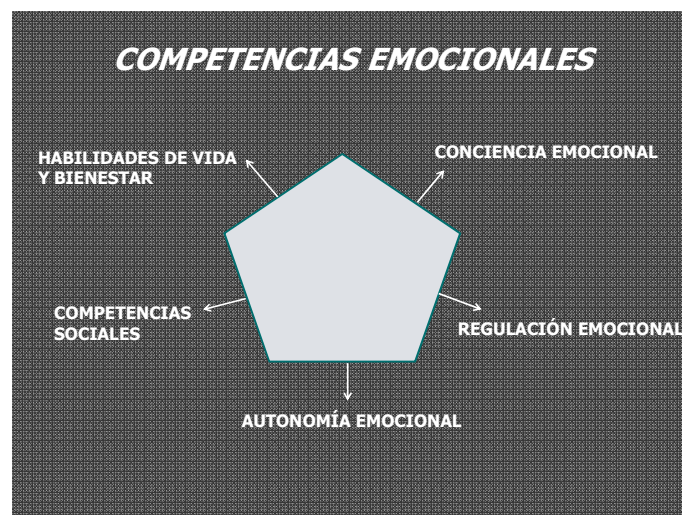 COMPETENCIAS EMOCIONALES
HABILIDADES DE VIDA
Y BIENESTAR
CONCIENCIA EMOCIONAL
COMPETENCIAS
SOCIALES
REGULACIÓN EMOCIONAL
AUTONOMÍA EMOCIONAL